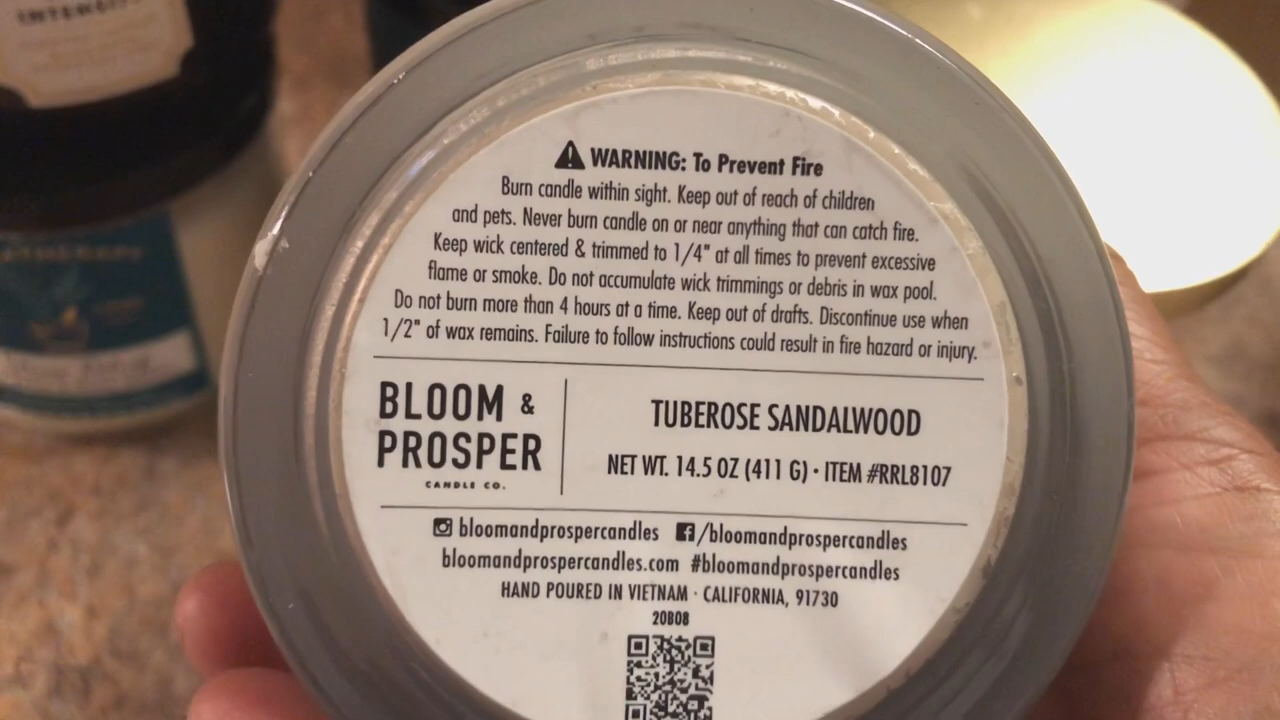 INTENSI
WARNING: To Prevent Fire
Burn candle within sight. Keep out of reach of children
and pets. Never burn candle on or near anything that can catch fire.
Keep wick centered & trimmed to 1/4" at all times to prevent excessive
flame or smoke. Do not accumulate wick trimmings or debris in wax pool.
Do not burn more than 4 hours at a time. Keep out of drafts. Discontinue use when
1/2" of wax remains. Failure to follow instructions could result in fire hazard or injury.
BLOOM &
PROSPER
CANDLE CO.
TUBEROSE SANDALWOOD
NET WT. 14.5 OZ (411 G) · ITEM #RRL8107
bloomandprospercandles /bloomandprospercandles
bloomandprospercandles.com #bloomandprospercandles
HAND POURED IN VIETNAM · CALIFORNIA, 91730
20B08